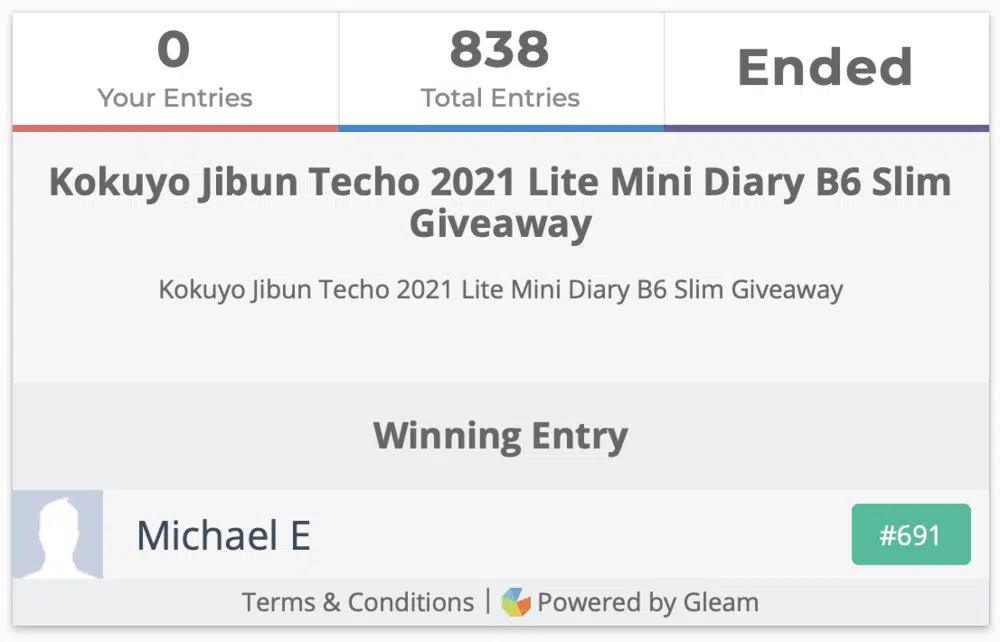 0
Your Entries
838
Total Entries
Ended
Kokuyo Jibun Techo 2021 Lite Mini Diary B6 Slim
Giveaway
Kokuyo Jibun Techo 2021 Lite Mini Diary B6 Slim Giveaway
Winning Entry
Michael E
#691
Terms & Conditions | Powered by Gleam